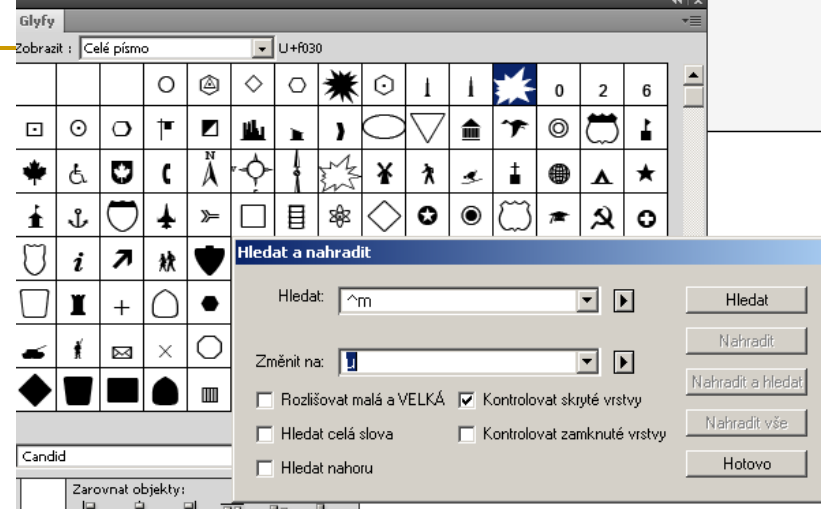 Glyfy
Zobrazit : Celé písmo U+f030
0 2 6
N
i
Hledat a nahradit
Hledat: ^m
Hledat
Změnit na: u
Nahradit
Nahradit a hledat
Rozlišovat malá a VELKÁ
Kontrolovat skryté vrstvy
Nahradit vše
Hledat celá slova
Kontrolovat zamknuté vrstvy
Hledat nahoru
Hotovo
Candid
Zarovnat objekty: